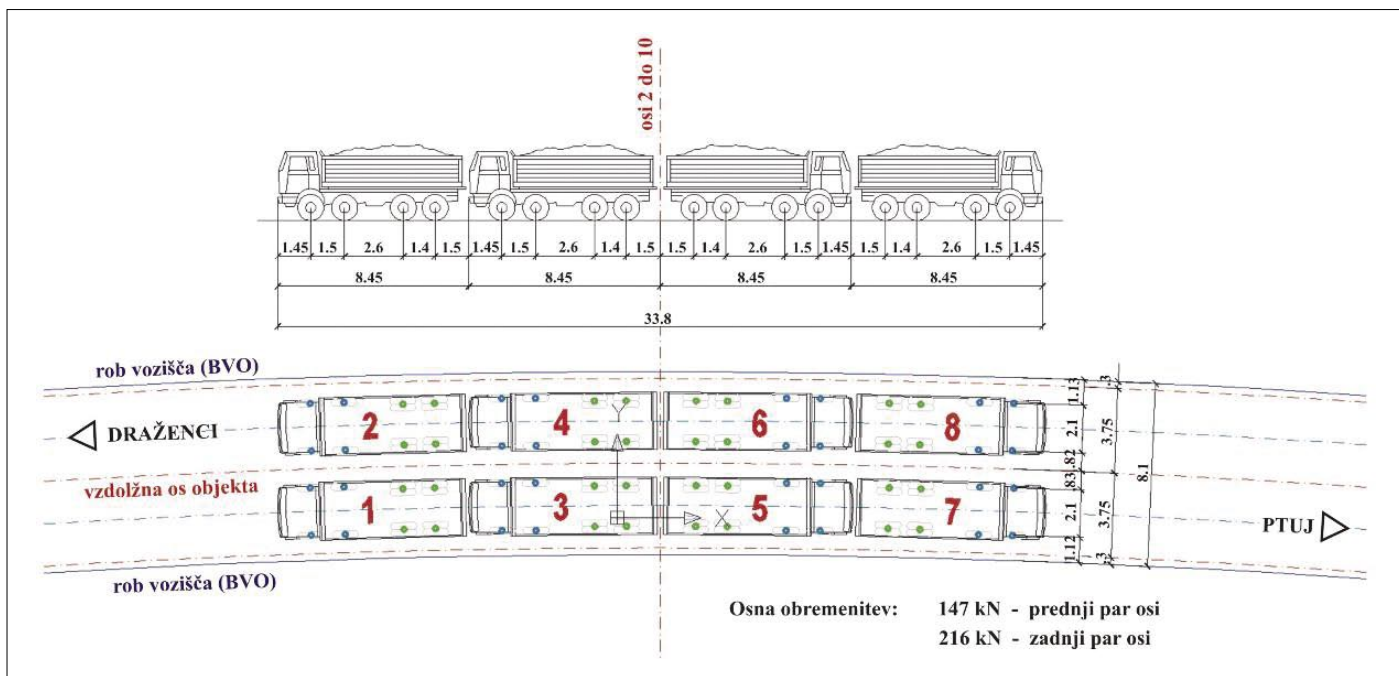 osi 2 do 10
1.45 1.5 2.6 1.4 1.5 1.45 1.5 2.6 1.4 1.5 1.5 1.4 2.6 1.5 1.45 1.5 1.4 2.6 1.5 1.45
8.45 8.45 8.45 8.45
33.8
rob vozišča (BVO)
DRAŽENCI
vzdolžna os objekta
rob vozišča (BVO)
2 4 6 8
Y
1 3 5 7
X
1.13 2.1 .82 .83 2.1 1.12
.3 3.75 3.75 .3
8.1
PTUJ
Osna obremenitev: 147 kN - prednji par osi
216 kN - zadnji par osi